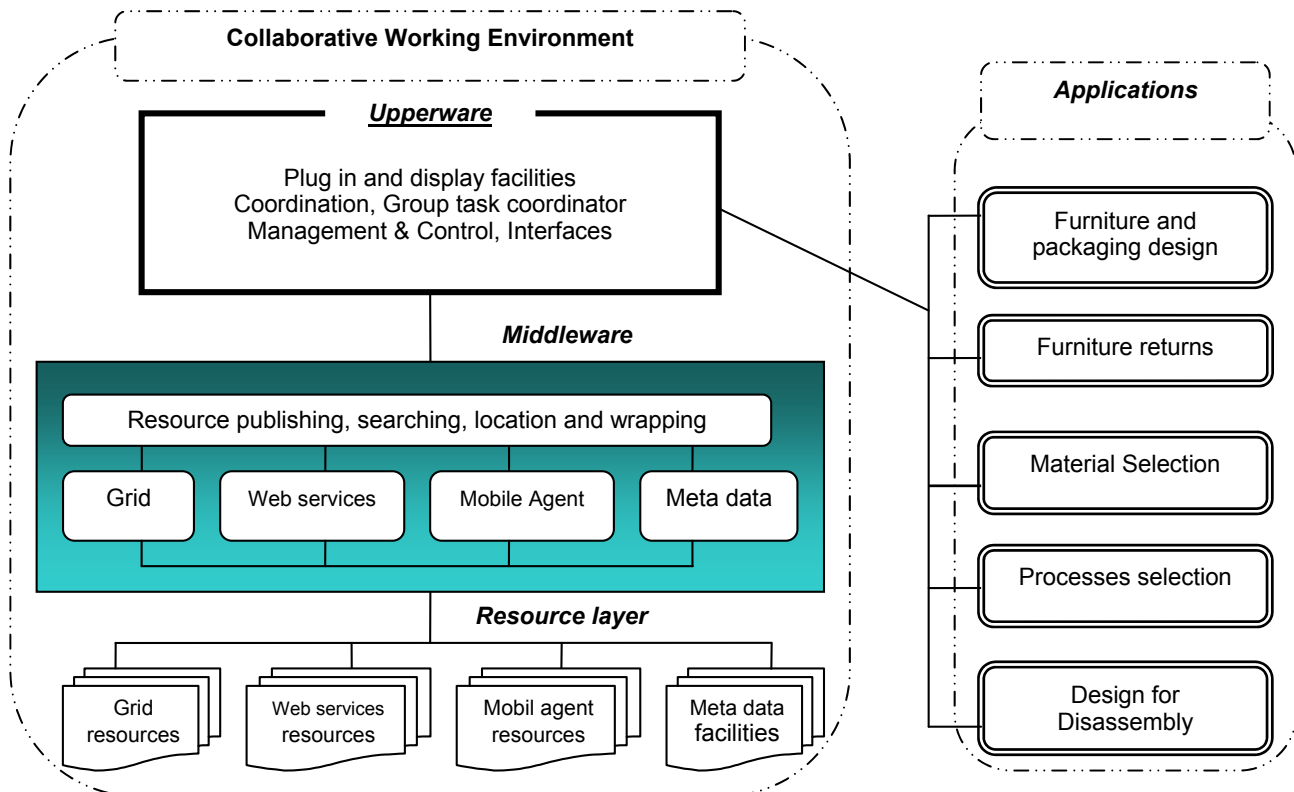 Collaborative Working Environment
Upperware
Plug in and display facilities
Coordination, Group task coordinator
Management & Control, Interfaces
Middleware
Resource publishing, searching, location and wrapping
Grid
Web services
Mobile Agent
Meta data
Resource layer
Grid
resources
Web services
resources
Mobil agent
resources
Meta data
facilities
Applications
Furniture and
packaging design
Furniture returns
Material Selection
Processes selection
Design for
Disassembly